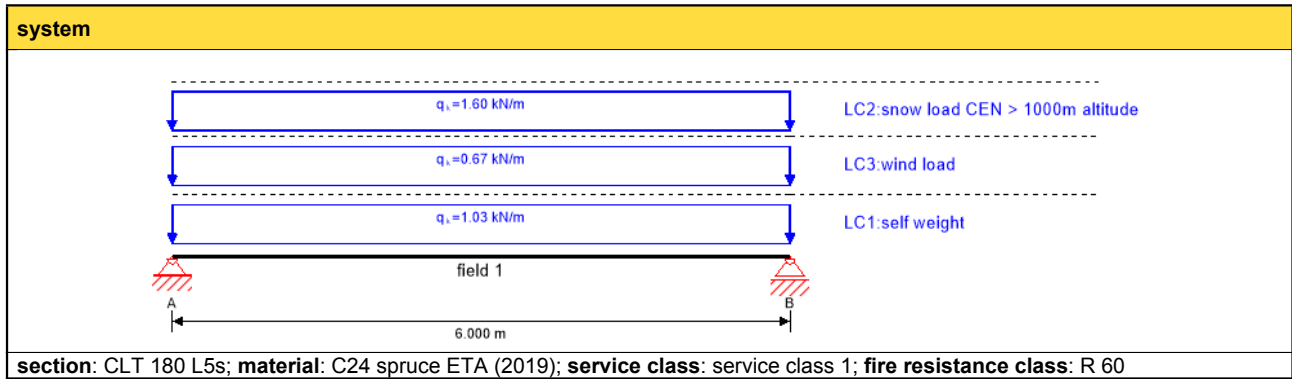 system
qk=1.60 kN/m
LC2:snow load CEN > 1000m altitude
qk=0.67 kN/m
LC3:wind load
qk=1.03 kN/m
LC1:self weight
field 1
A
B
6.000 m
section: CLT 180 L5s; material: C24 spruce ETA (2019); service class: service class 1; fire resistance class: R 60